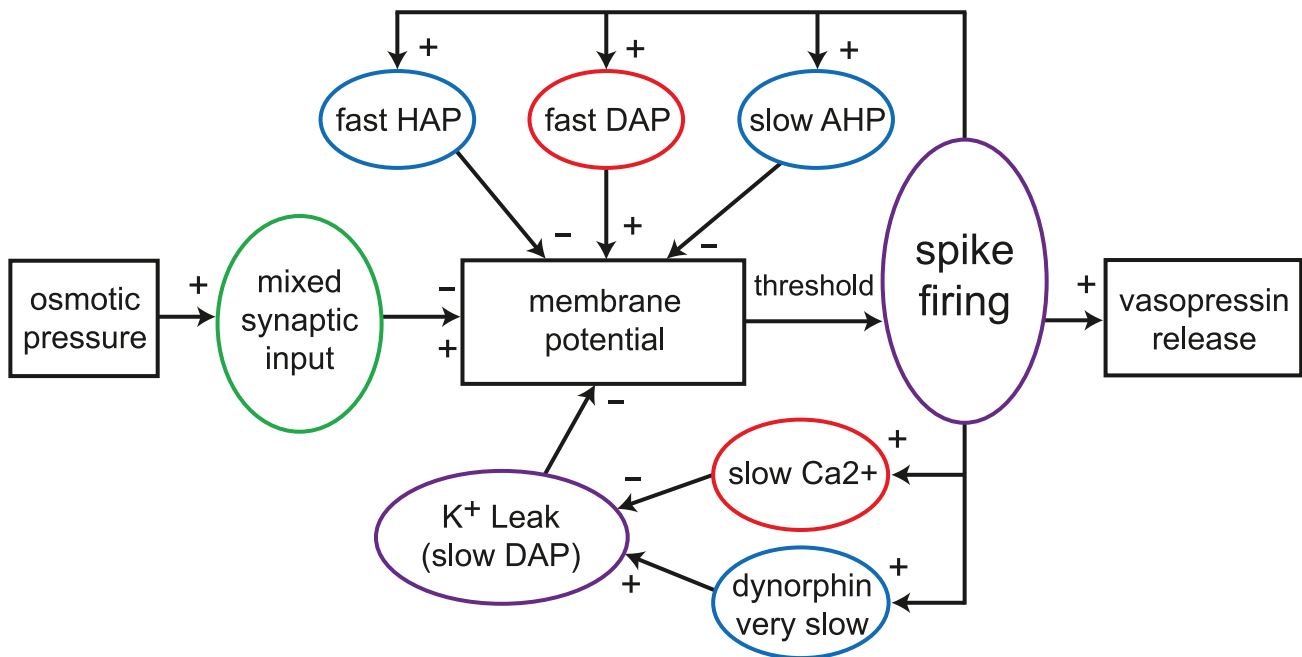 +
+
+
fast HAP
fast DAP
slow AHP
−
+
−
osmotic
pressure
+
mixed
synaptic
input
−
+
membrane
potential
threshold
spike
firing
+
vasopressin
release
−
K+ Leak
(slow DAP)
−
+
slow Ca2+
+
dynorphin
very slow
+